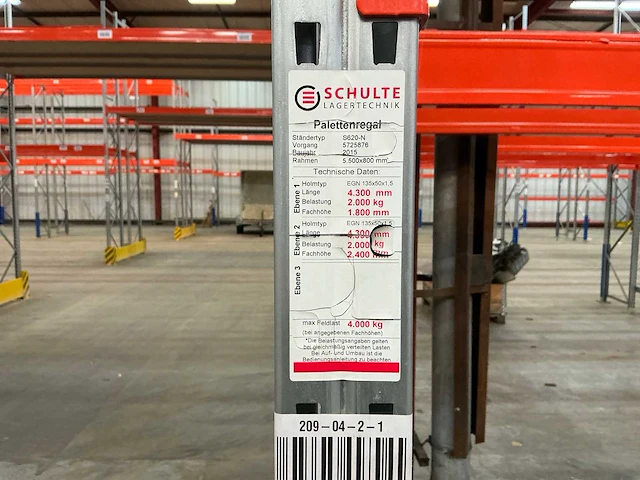 SCHULTE
LAGERTECHNIK
Palettenregal
Ständertyp S620-N
Vorgang 5725876
Baujahr 2015
Rahmen 5.500x800 mm
Technische Daten:
Ebene 1
Holmtyp EGN 135x50x1,5
Länge 4.300 mm
Belastung 2.000 kg
Fachhöhe 1.800 mm
Ebene 2
Holmtyp EGN 135x50x1,5
Länge 4.300 mm
Belastung 2.000 kg
Fachhöhe 2.400 mm
Ebene 3
max Feldlast 4.000 kg
(bei angegebenen Fachhöhen)
*Die Belastungsangaben gelten
bei gleichmäßig verteilten Lasten
Bei Auf- und Umbau ist die
Bedienungsanleitung zu beachten
209-04-2-1